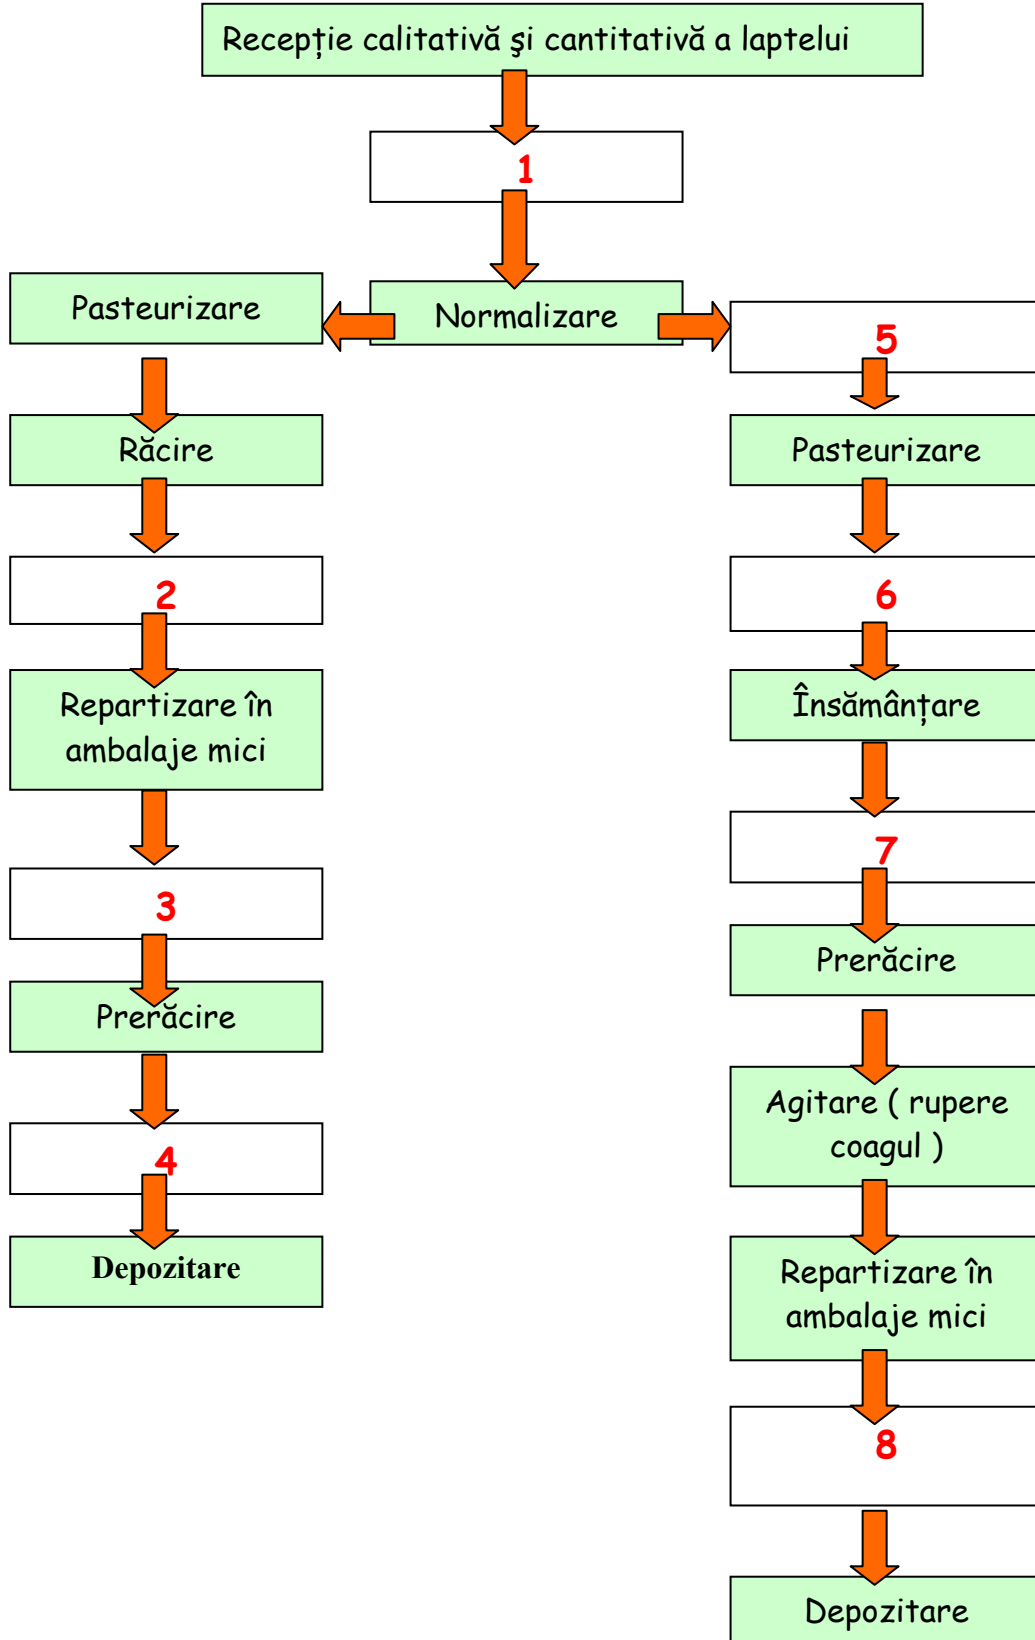 Recepție calitativă şi cantitativă a laptelui
1
Normalizare
Pasteurizare
Răcire
2
Repartizare în
ambalaje mici
3
Prerăcire
4
Depozitare
5
Pasteurizare
6
Însămânțare
7
Prerăcire
Agitare ( rupere
coagul )
Repartizare în
ambalaje mici
8
Depozitare